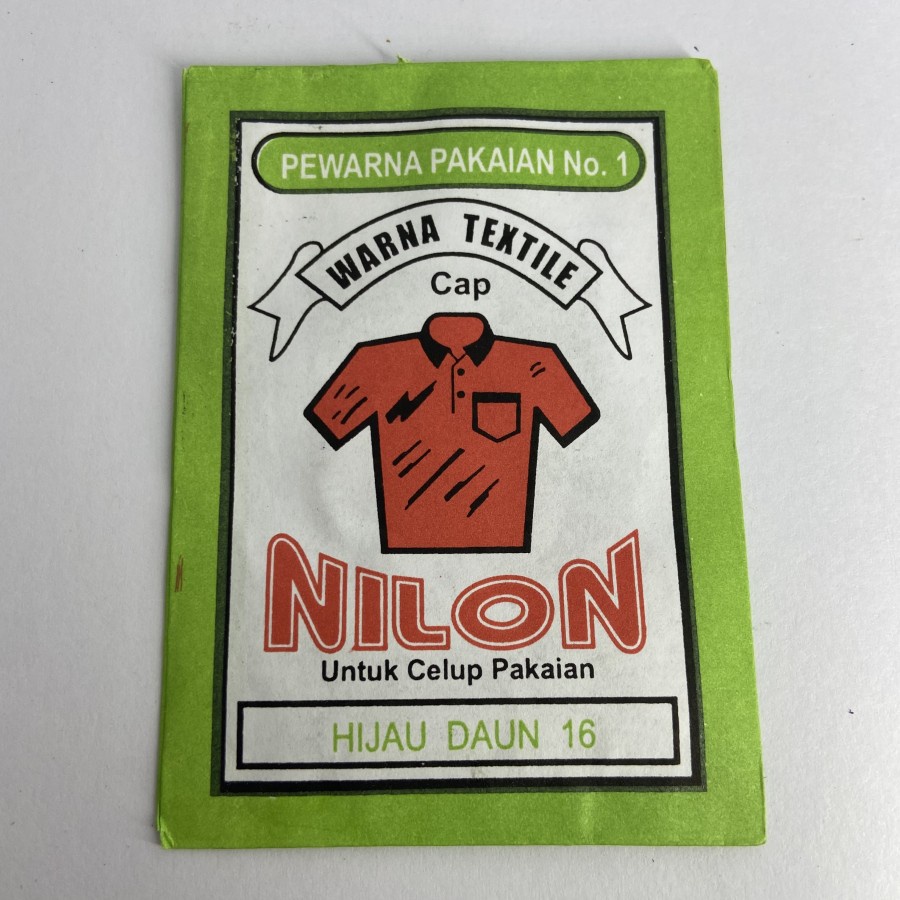 PEWARNA PAKAIAN No. 1
WARNA TEXTILE
Cap
NILON
Untuk Celup Pakaian
HIJAU DAUN 16